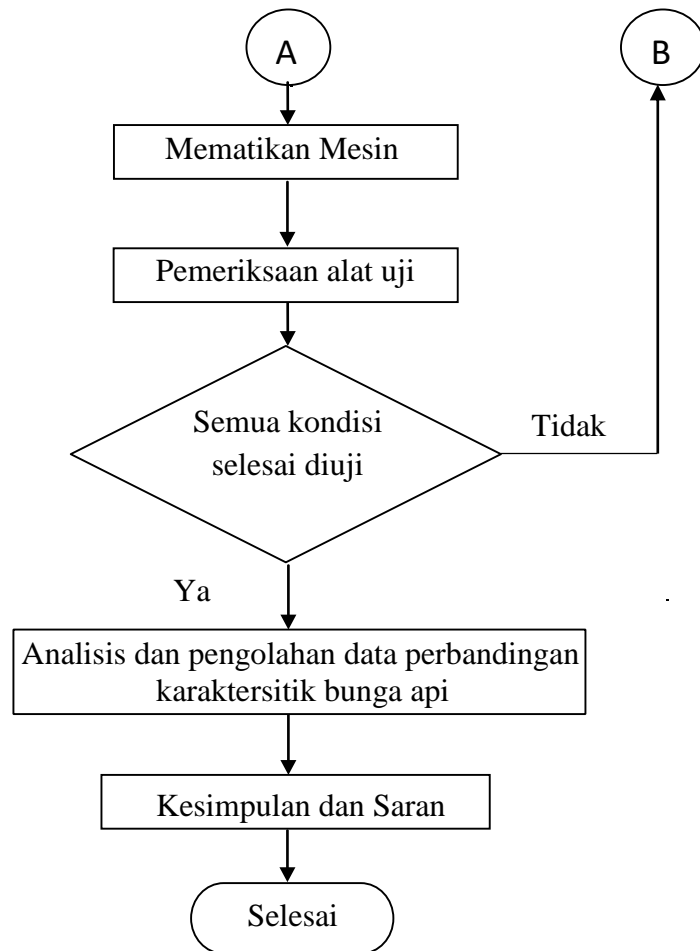 A
B
Mematikan Mesin
Pemeriksaan alat uji
Semua kondisi
selesai diuji
Tidak
Ya
Analisis dan pengolahan data perbandingan
karaktersitik bunga api
Kesimpulan dan Saran
Selesai